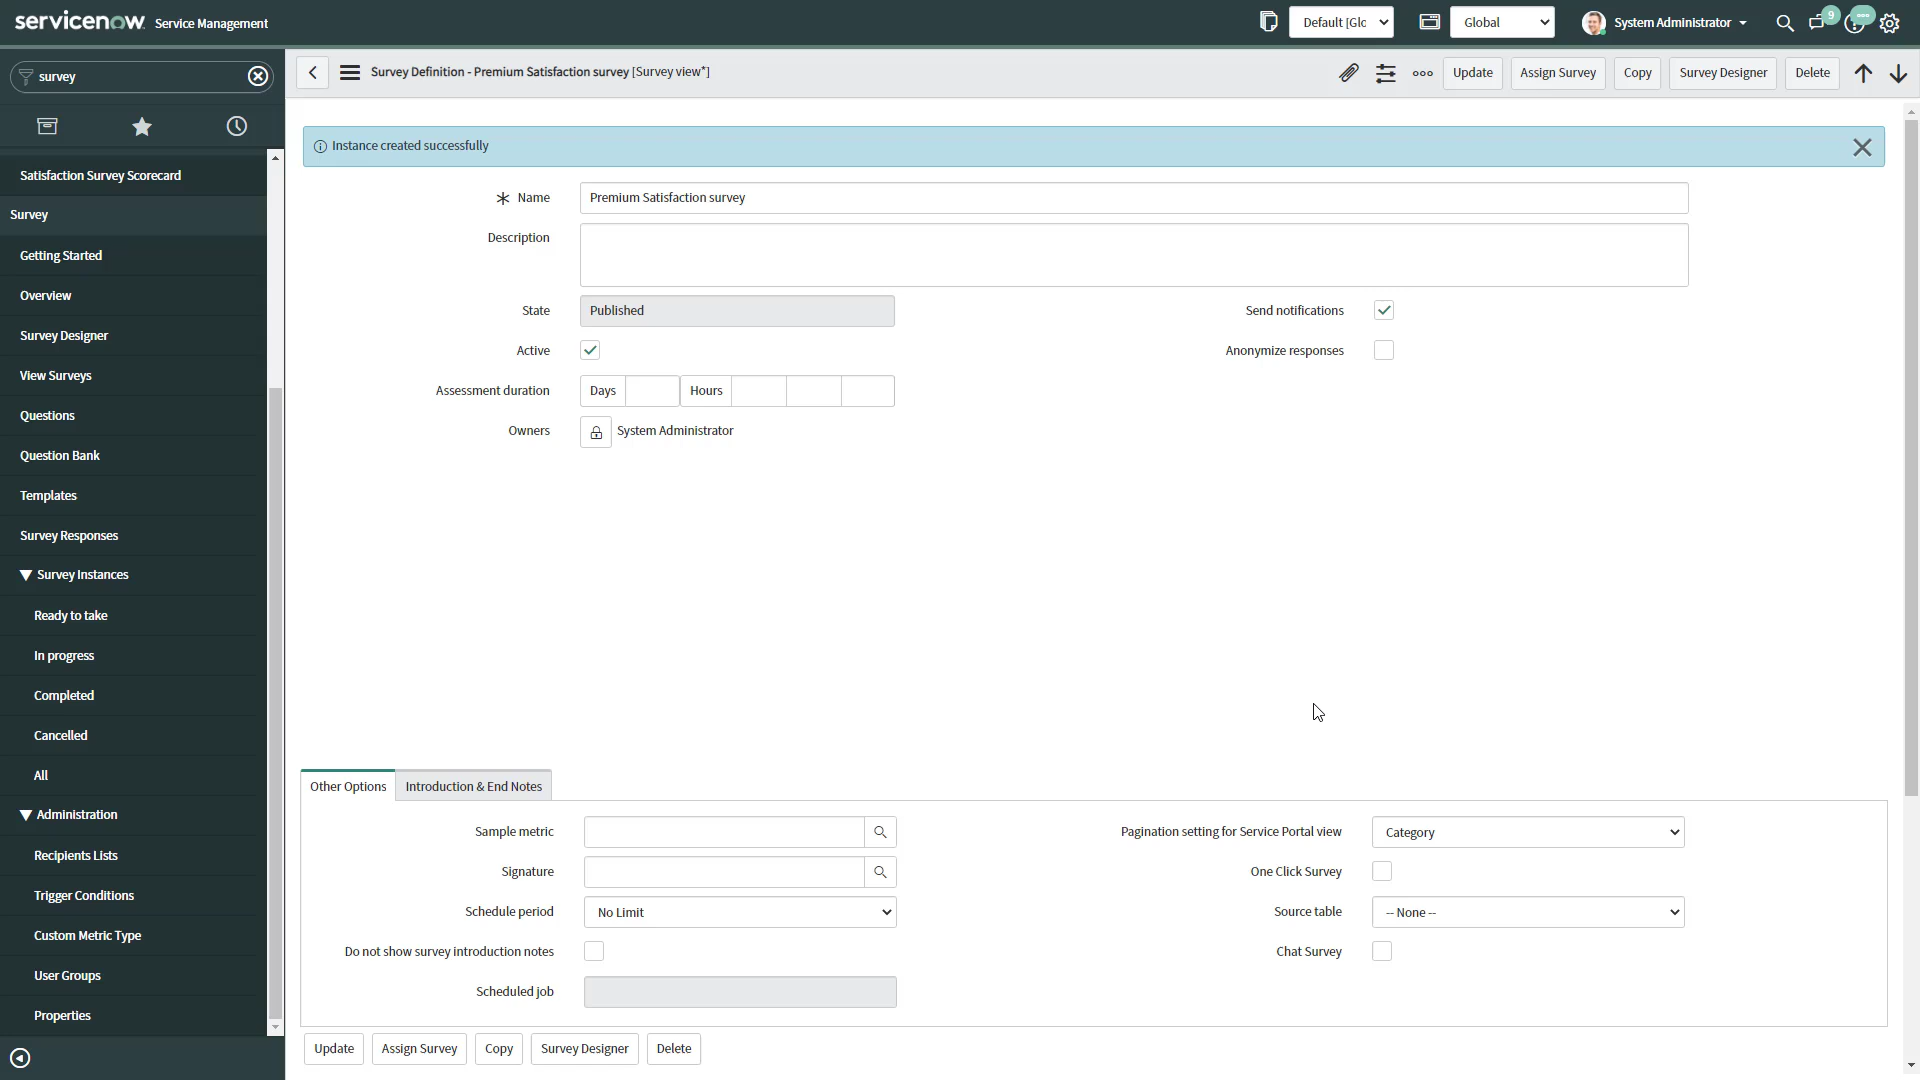 servicenow Service Management
Default [Glo
Global
System Administrator
9
survey
Survey Definition - Premium Satisfaction survey [Survey view*]
Update
Assign Survey
Copy
Survey Designer
Delete
Satisfaction Survey Scorecard
Survey
Getting Started
Overview
Survey Designer
View Surveys
Questions
Question Bank
Templates
Survey Responses
Survey Instances
Ready to take
In progress
Completed
Cancelled
All
Administration
Recipients Lists
Trigger Conditions
Custom Metric Type
User Groups
Properties
Instance created successfully
Name
Premium Satisfaction survey
Description
State
Published
Send notifications
Active
Anonymize responses
Assessment duration
Days
Hours
Owners
System Administrator
Other Options
Introduction & End Notes
Sample metric
Pagination setting for Service Portal view
Category
Signature
One Click Survey
Schedule period
No Limit
Source table
-- None --
Do not show survey introduction notes
Chat Survey
Scheduled job
Update
Assign Survey
Copy
Survey Designer
Delete